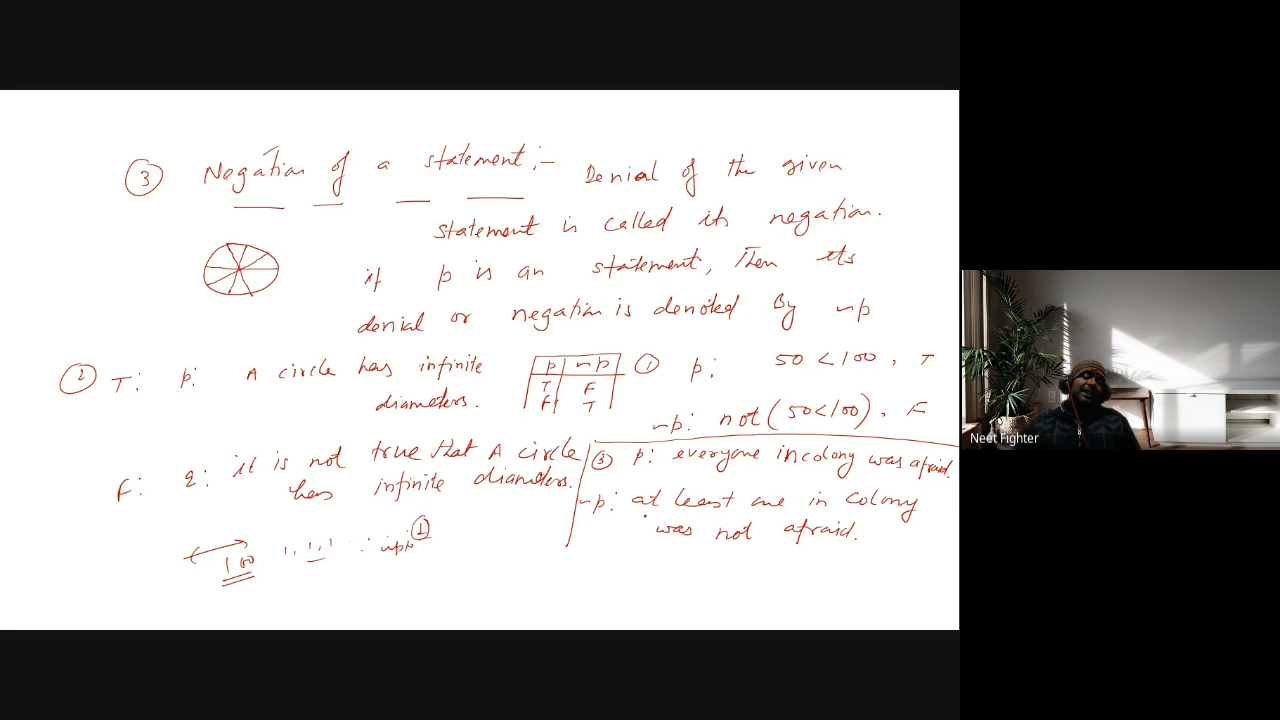 ③ Negation of a statement :- Denial of the given
statement is called its negation.
if p is an statement, Then its
denial or negation is denoted By ~p
② T: p: A circle has infinite
diameters.
p ~p
T F
F T
① p: 50 < 100, T
~p: not (50<100), F
F: q: it is not true that A circle
has infinite diameters.
③ p: everyone in colony was afraid.
~p: at least one in colony
was not afraid.
100
①
Neet Fighter